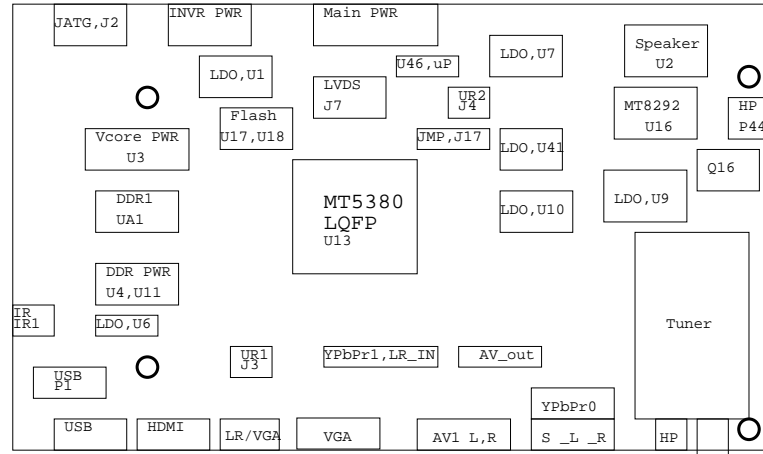 JATG,J2
INVR PWR
Main PWR
LDO,U1
U46,uP
LDO,U7
Speaker
U2
LVDS
J7
UR2
J4
MT8292
U16
HP
P44
Flash
U17,U18
JMP,J17
Vcore PWR
U3
LDO,U41
Q16
DDR1
UA1
MT5380
LQFP
U13
LDO,U10
LDO,U9
DDR PWR
U4,U11
IR
IR1
LDO,U6
Tuner
UR1
J3
YPbPr1,LR_IN
AV_out
USB
P1
YPbPr0
USB
HDMI
LR/VGA
VGA
AV1 L,R
S _L _R
HP